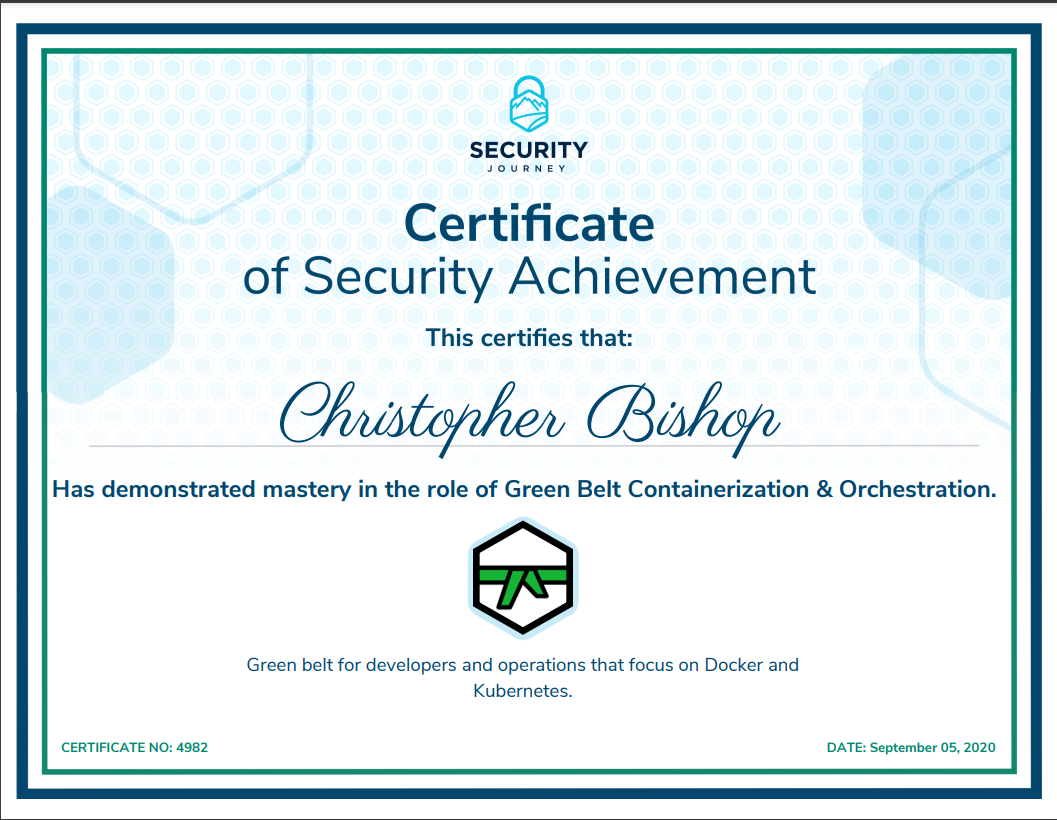 SECURITY
JOURNEY
Certificate
of Security Achievement
This certifies that:
Christopher Bishop
Has demonstrated mastery in the role of Green Belt Containerization & Orchestration.
Green belt for developers and operations that focus on Docker and
Kubernetes.
CERTIFICATE NO: 4982
DATE: September 05, 2020